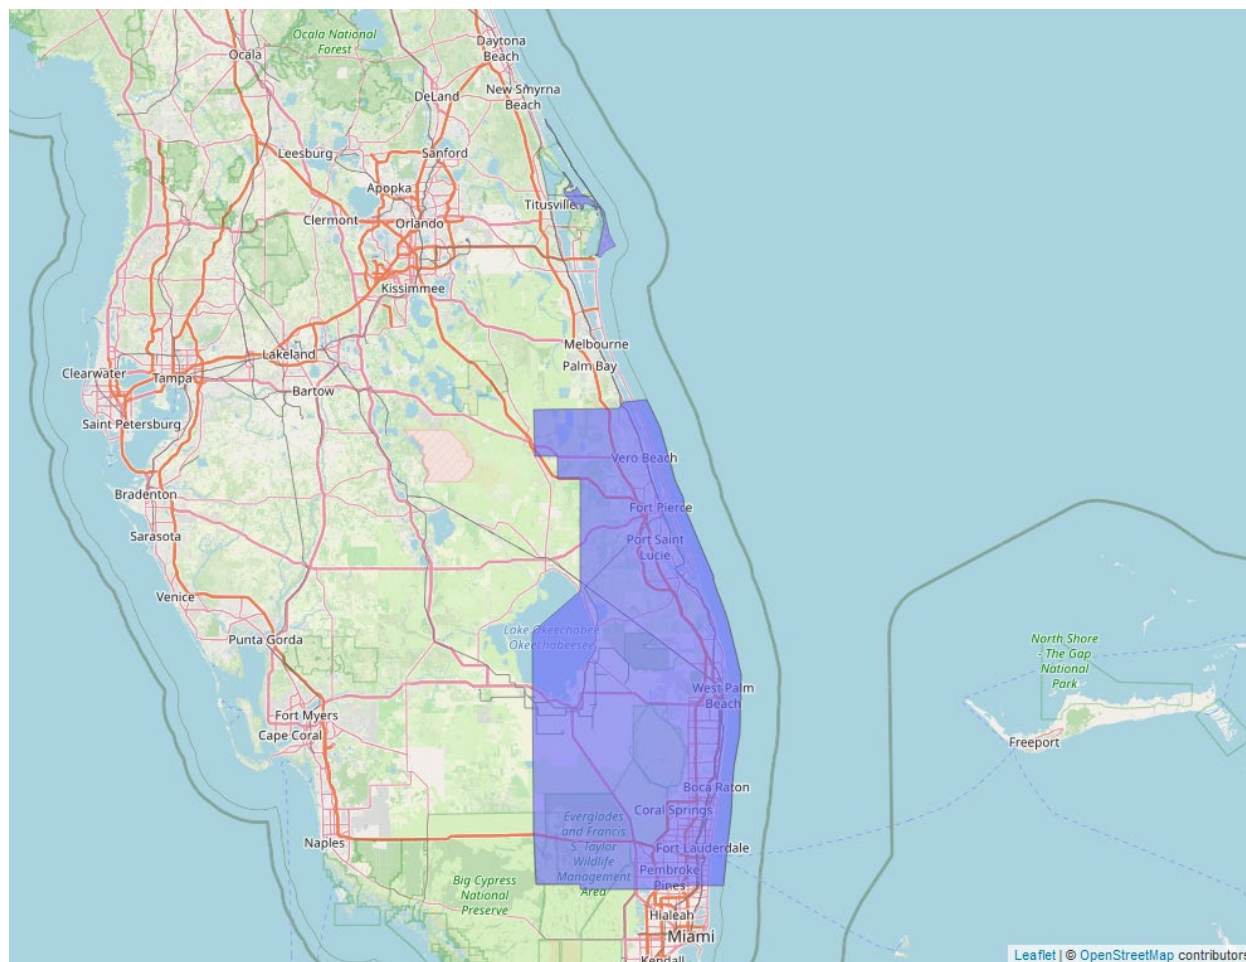 Ocala National
Forest
Daytona
Beach
Ocala
DeLand
New Smyrna
Beach
Leesburg
Sanford
Apopka
Titusville
Clermont
Orlando
Kissimmee
Melbourne
Lakeland
Palm Bay
Clearwater
Tampa
Bartow
Saint Petersburg
Vero Beach
Bradenton
Fort Pierce
Sarasota
Port Saint
Lucie
Venice
Lake Okeechobee
Okeechobeesee
Punta Gorda
North Shore
- The Gap
National
Park
West Palm
Beach
Fort Myers
Cape Coral
Freeport
Boca Raton
Coral Springs
Everglades
and Francis
S. Taylor
Wildlife
Management
Area
Naples
Fort Lauderdale
Pembroke
Pines
Big Cypress
National
Preserve
Hialeah
Miami
Kendall
Leaflet | © OpenStreetMap contributors